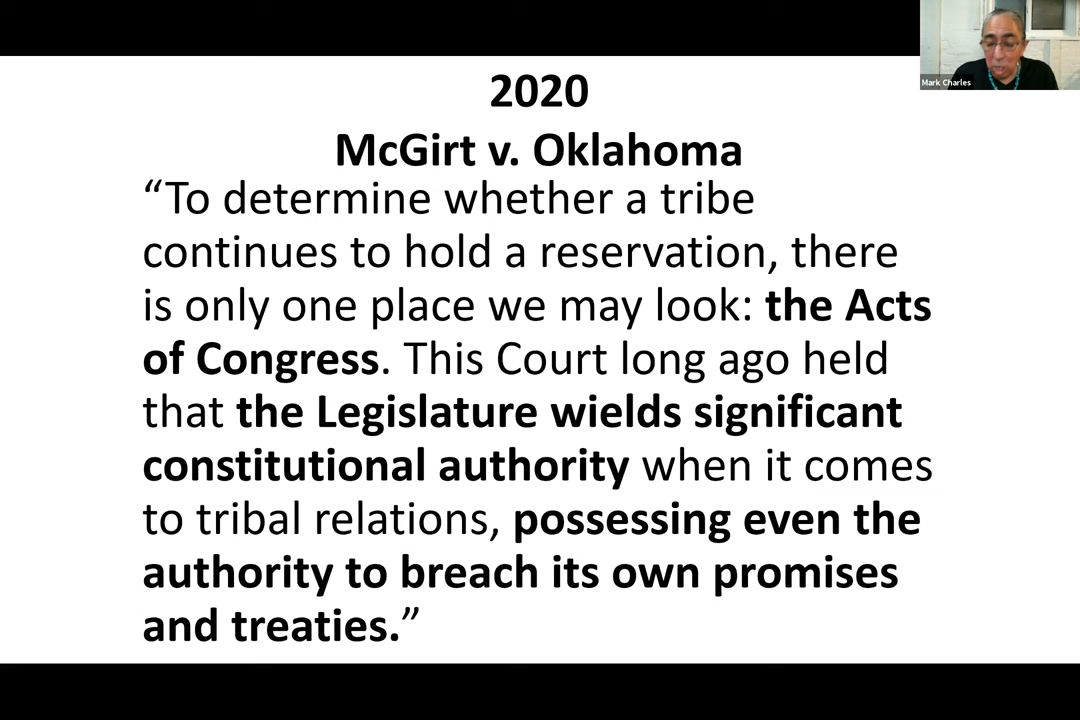 2020
McGirt v. Oklahoma
“To determine whether a tribe
continues to hold a reservation, there
is only one place we may look: the Acts
of Congress. This Court long ago held
that the Legislature wields significant
constitutional authority when it comes
to tribal relations, possessing even the
authority to breach its own promises
and treaties.”
Mark Charles